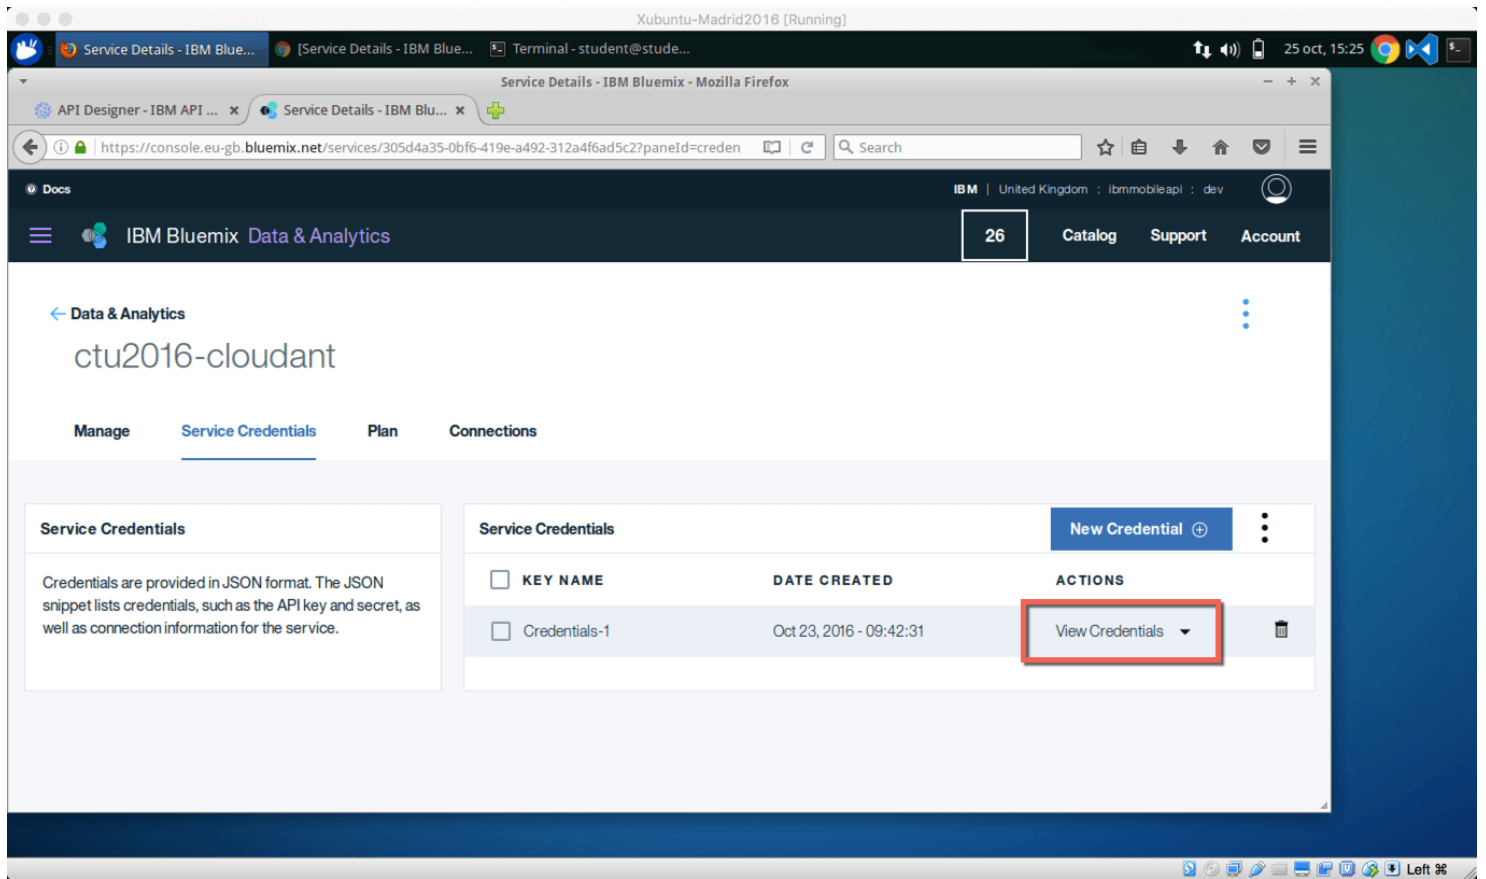 Xubuntu-Madrid2016 [Running]
Service Details - IBM Blue... [Service Details - IBM Blue... Terminal - student@stude... 25 oct, 15:25
Service Details - IBM Bluemix - Mozilla Firefox
API Designer - IBM API ... Service Details - IBM Blu...
https://console.eu-gb.bluemix.net/services/305d4a35-0bf6-419e-a492-312a4f6ad5c2?paneId=creden Search
Docs IBM | United Kingdom : ibmmobileapi : dev
IBM Bluemix Data & Analytics 26 Catalog Support Account
Data & Analytics
ctu2016-cloudant
Manage Service Credentials Plan Connections
Service Credentials
Credentials are provided in JSON format. The JSON
snippet lists credentials, such as the API key and secret, as
well as connection information for the service.
Service Credentials New Credential
KEY NAME DATE CREATED ACTIONS
Credentials-1 Oct 23, 2016 - 09:42:31 View Credentials
Left ⌘